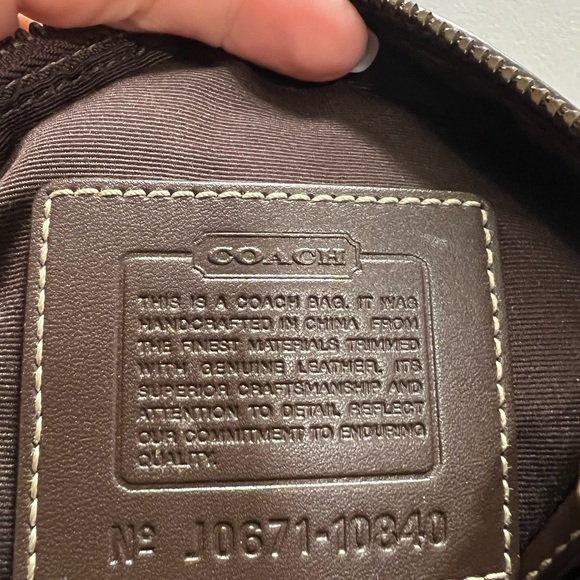 COACH
THIS IS A COACH BAG. IT WAS
HANDCRAFTED IN CHINA FROM
THE FINEST MATERIALS TRIMMED
WITH GENUINE LEATHER. ITS
SUPERIOR CRAFTSMANSHIP AND
ATTENTION TO DETAIL REFLECT
OUR COMMITMENT TO ENDURING
QUALITY.
Nº J0671-10840